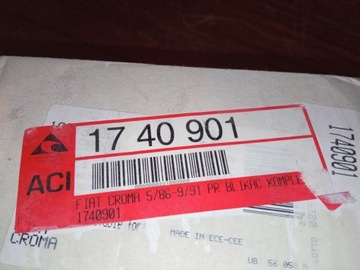 17 40 901
ACI
FIAT CROMA 5/86-9/91 PR BLIKAC KOMPLE
1740901
CROMA
MADE IN ECE-CEE
1740901
LOTTO